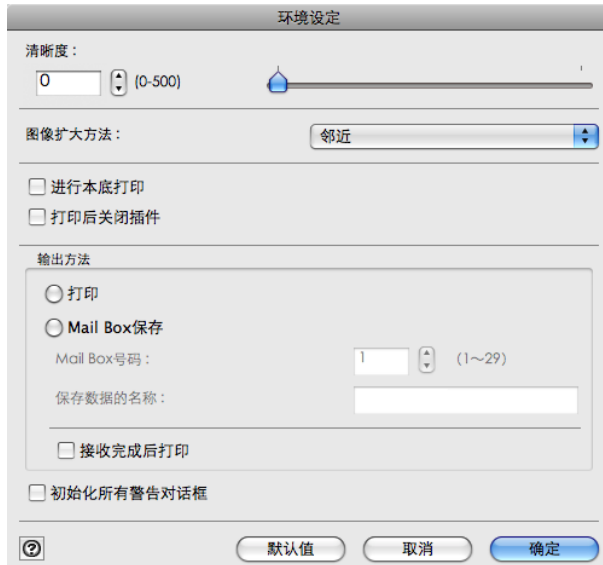 环境设定
清晰度：
0 (0-500)
图像扩大方法： 邻近
进行本底打印
打印后关闭插件
输出方法
打印
Mail Box保存
Mail Box号码： 1 (1～29)
保存数据的名称：
接收完成后打印
初始化所有警告对话框
? 默认值 取消 确定